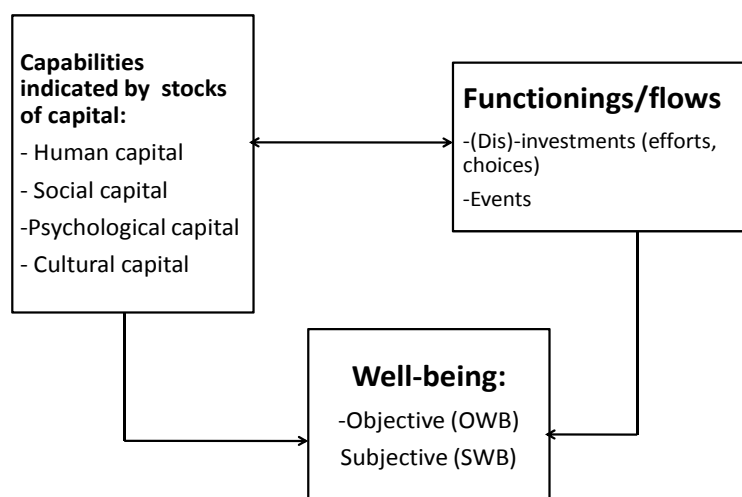 Capabilities
indicated by stocks
of capital:
- Human capital
- Social capital
-Psychological capital
- Cultural capital
Functionings/flows
-(Dis)-investments (efforts,
choices)
-Events
Well-being:
-Objective (OWB)
Subjective (SWB)